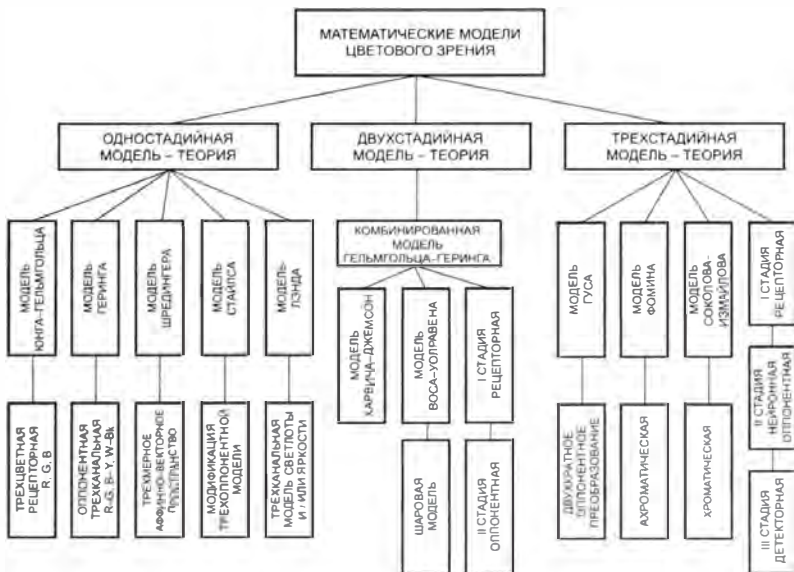 МАТЕМАТИЧЕСКИЕ МОДЕЛИ
ЦВЕТОВОГО ЗРЕНИЯ
ОДНОСТАДИЙНАЯ
МОДЕЛЬ – ТЕОРИЯ
ДВУХСТАДИЙНАЯ
МОДЕЛЬ – ТЕОРИЯ
ТРЕХСТАДИЙНАЯ
МОДЕЛЬ – ТЕОРИЯ
МОДЕЛЬ
ЮНГА–ГЕЛЬМГОЛЬЦА
МОДЕЛЬ
ГЕРИНГА
МОДЕЛЬ
ШРЕДИНГЕРА
МОДЕЛЬ
СТАЙЛСА
МОДЕЛЬ
ЛЭНДА
КОМБИНИРОВАННАЯ
МОДЕЛЬ
ГЕЛЬМГОЛЬЦА–ГЕРИНГА
МОДЕЛЬ
ХАРВИЧА–ДЖЕМСОН
МОДЕЛЬ
ВОСА–УОЛРАВЕНА
I СТАДИЯ
РЕЦЕПТОРНАЯ
МОДЕЛЬ
ГУСА
МОДЕЛЬ
ФОМИНА
МОДЕЛЬ
СОКОЛОВА-
ИЗМАЙЛОВА
I СТАДИЯ
РЕЦЕПТОРНАЯ
ТРЕХЦВЕТНАЯ
РЕЦЕПТОРНАЯ
R, G, B
ОППОНЕНТНАЯ
ТРЕХКАНАЛЬНАЯ
R–G, B–Y, W–Bk
ТРЕХМЕРНОЕ
АФФИННО–ВЕКТОРНОЕ
ПРОСТРАНСТВО
МОДИФИКАЦИЯ
ТРЕХОППОНЕНТНОЙ
МОДЕЛИ
ТРЕХКАНАЛЬНАЯ
МОДЕЛЬ СВЕТЛОТЫ
И / ИЛИ ЯРКОСТИ
ШАРОВАЯ
МОДЕЛЬ
II СТАДИЯ
ОППОНЕНТНАЯ
ДВУХКРАТНОЕ
ОППОНЕНТНОЕ
ПРЕОБРАЗОВАНИЕ
АХРОМАТИЧЕСКАЯ
ХРОМАТИЧЕСКАЯ
II СТАДИЯ
НЕЙРОННАЯ
ОППОНЕНТНАЯ
III СТАДИЯ
ДЕТЕКТОРНАЯ